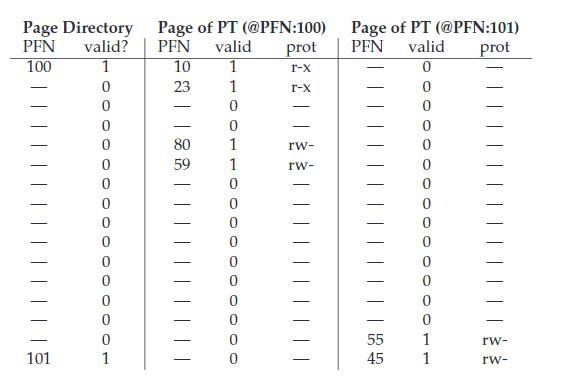 Page Directory Page of PT (@PFN:100) Page of PT (@PFN:101)
PFN valid? PFN valid prot PFN valid prot
100 1 10 1 r-x — 0 —
— 0 23 1 r-x — 0 —
— 0 — 0 — — 0 —
— 0 — 0 — — 0 —
— 0 80 1 rw- — 0 —
— 0 59 1 rw- — 0 —
— 0 — 0 — — 0 —
— 0 — 0 — — 0 —
— 0 — 0 — — 0 —
— 0 — 0 — — 0 —
— 0 — 0 — — 0 —
— 0 — 0 — — 0 —
— 0 — 0 — — 0 —
— 0 — 0 — — 0 —
— 0 — 0 — 55 1 rw-
101 1 — 0 — 45 1 rw-